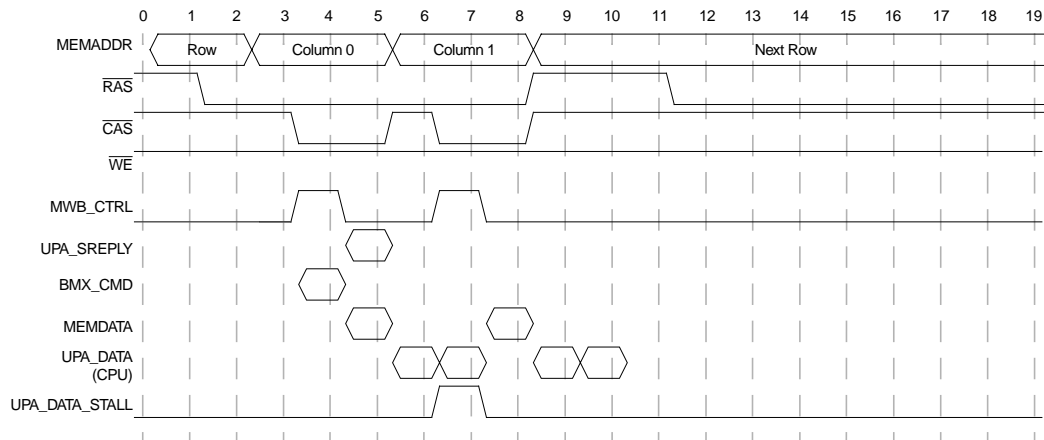 0 1 2 3 4 5 6 7 8 9 10 11 12 13 14 15 16 17 18 19
MEMADDR Row Column 0 Column 1 Next Row
RAS
CAS
WE
MWB_CTRL
UPA_SREPLY
BMX_CMD
MEMDATA
UPA_DATA
(CPU)
UPA_DATA_STALL